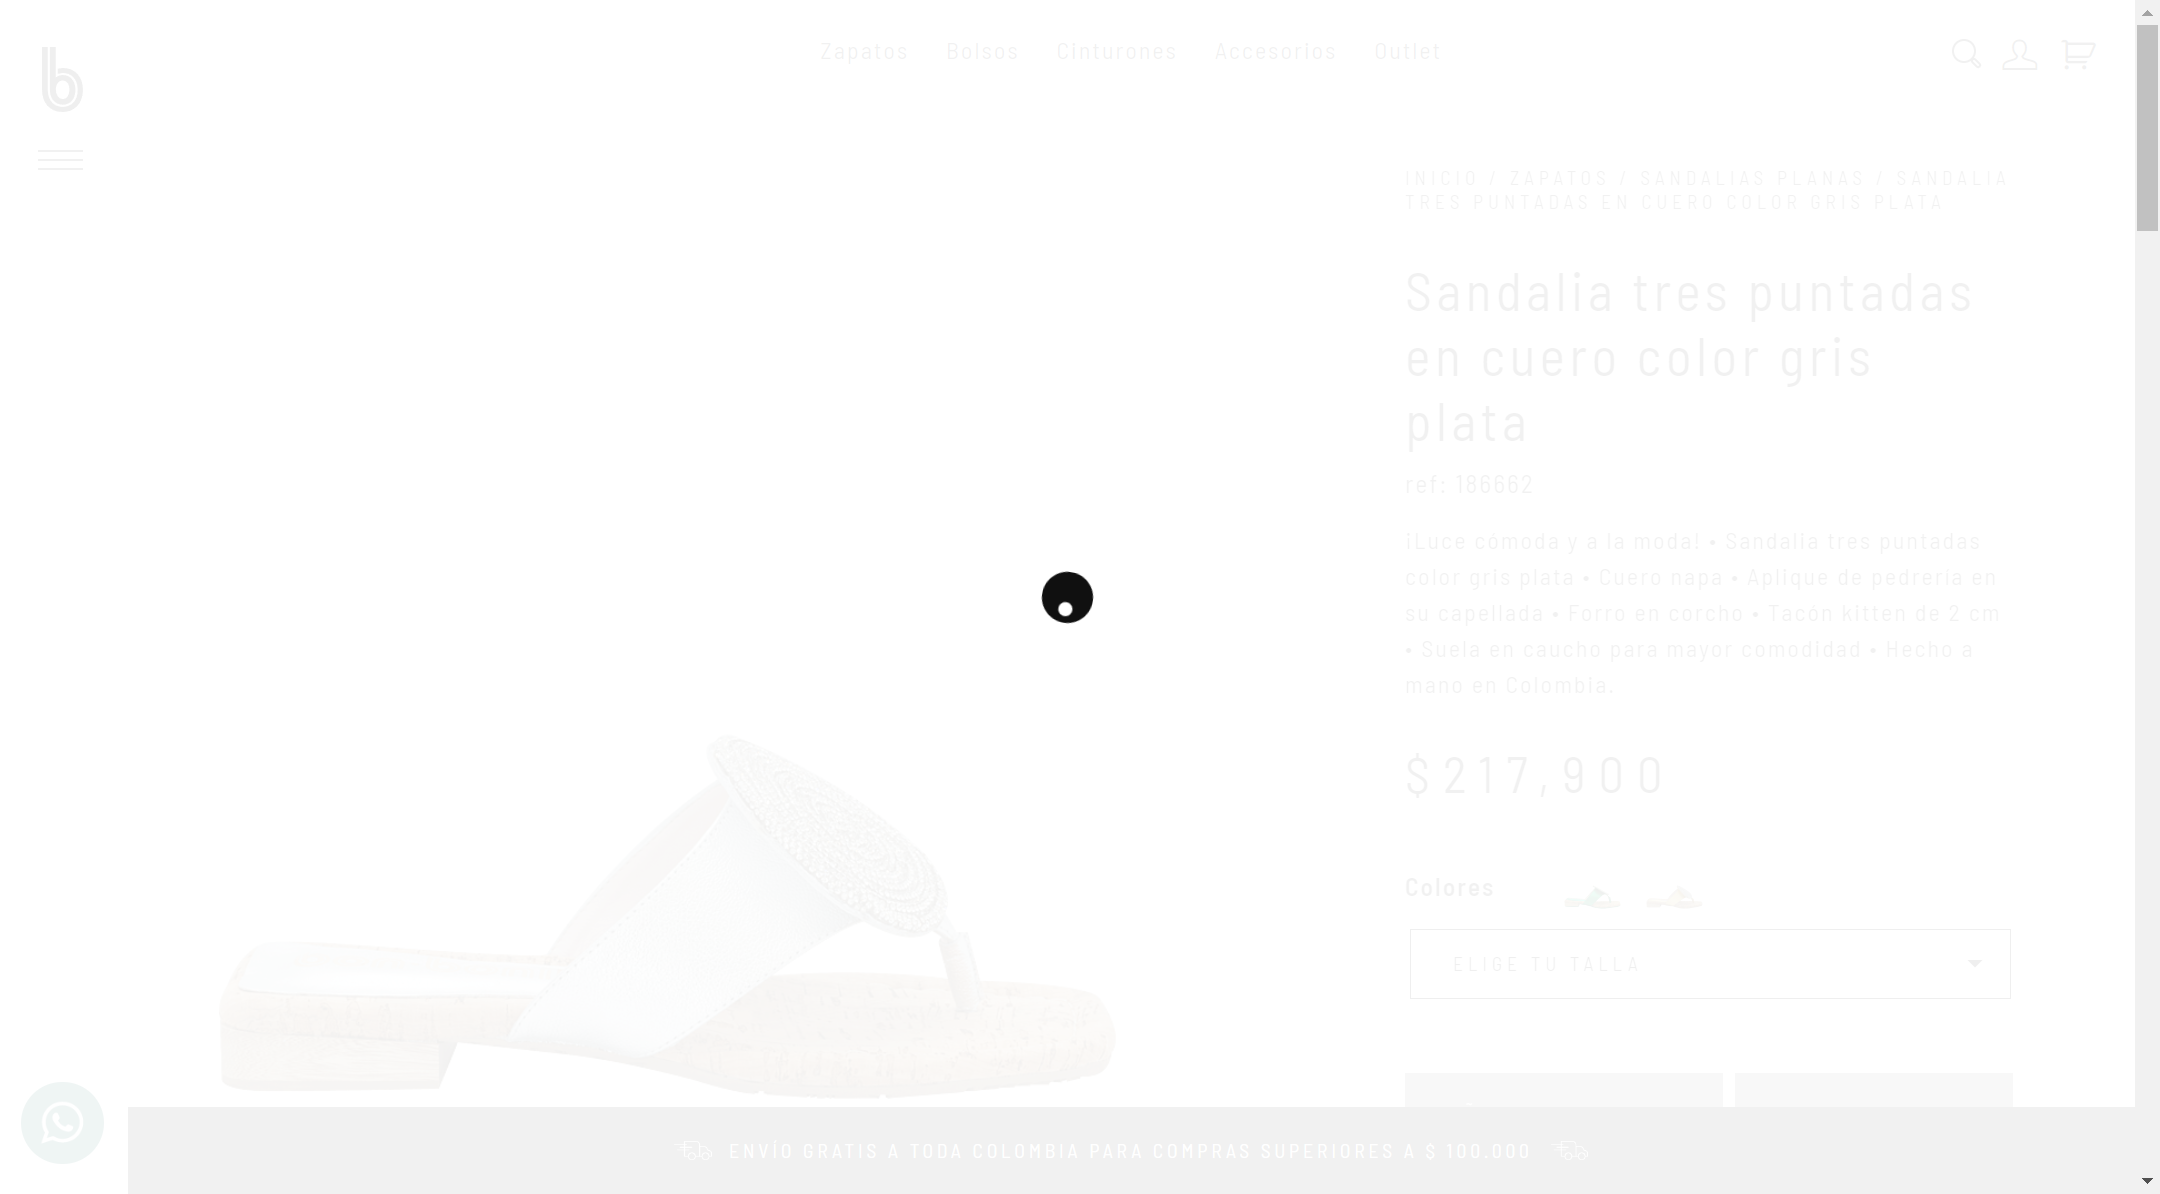 Zapatos Bolsos Cinturones Accesorios Outlet
b
INICIO / ZAPATOS / SANDALIAS PLANAS / SANDALIA
TRES PUNTADAS EN CUERO COLOR GRIS PLATA
Sandalia tres puntadas
en cuero color gris
plata
ref: 186662
¡Luce cómoda y a la moda! • Sandalia tres puntadas
color gris plata • Cuero napa • Aplique de pedrería en
su capellada • Forro en corcho • Tacón kitten de 2 cm
• Suela en caucho para mayor comodidad • Hecho a
mano en Colombia.
$217,900
Colores
ELIGE TU TALLA
ENVÍO GRATIS A TODA COLOMBIA PARA COMPRAS SUPERIORES A $ 100.000